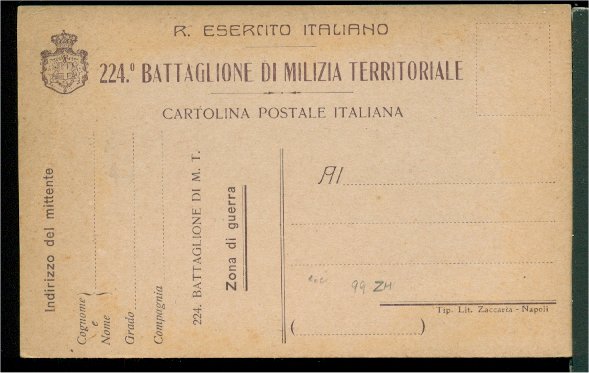 R. ESERCITO ITALIANO
224.º BATTAGLIONE DI MILIZIA TERRITORIALE
CARTOLINA POSTALE ITALIANA
Indirizzo del mittente
Cognome
e
Nome
Grado
Compagnia
224. BATTAGLIONE DI M. T.
Zona di guerra
Al
99 ZH
Tip. Lit. Zaccaria - Napoli
( )